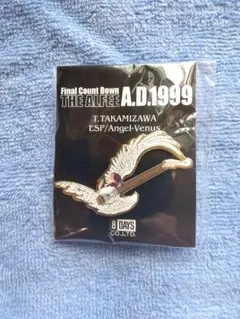 Final Count Down
THE ALFEE A.D.1999
T.TAKAMIZAWA
ESP/Angel-Venus
8 DAYS
CO.,LTD.